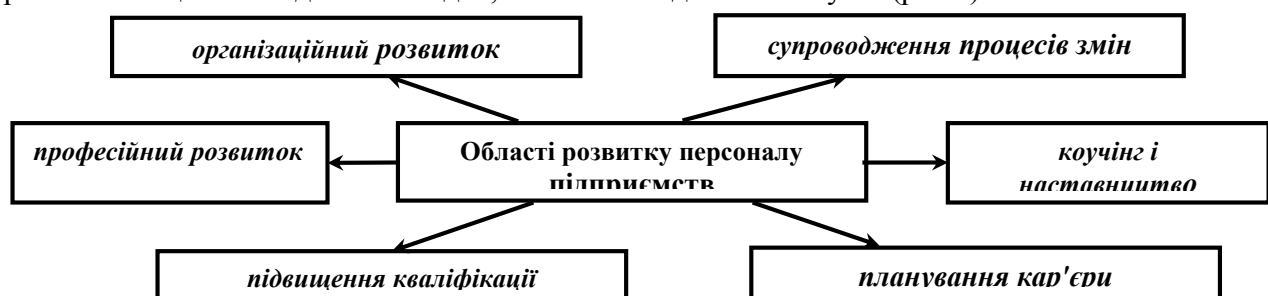 організаційний розвиток
супроводження процесів змін
професійний розвиток
Області розвитку персоналу
підприємств
коучінг і
наставництво
підвищення кваліфікації
планування кар'єри